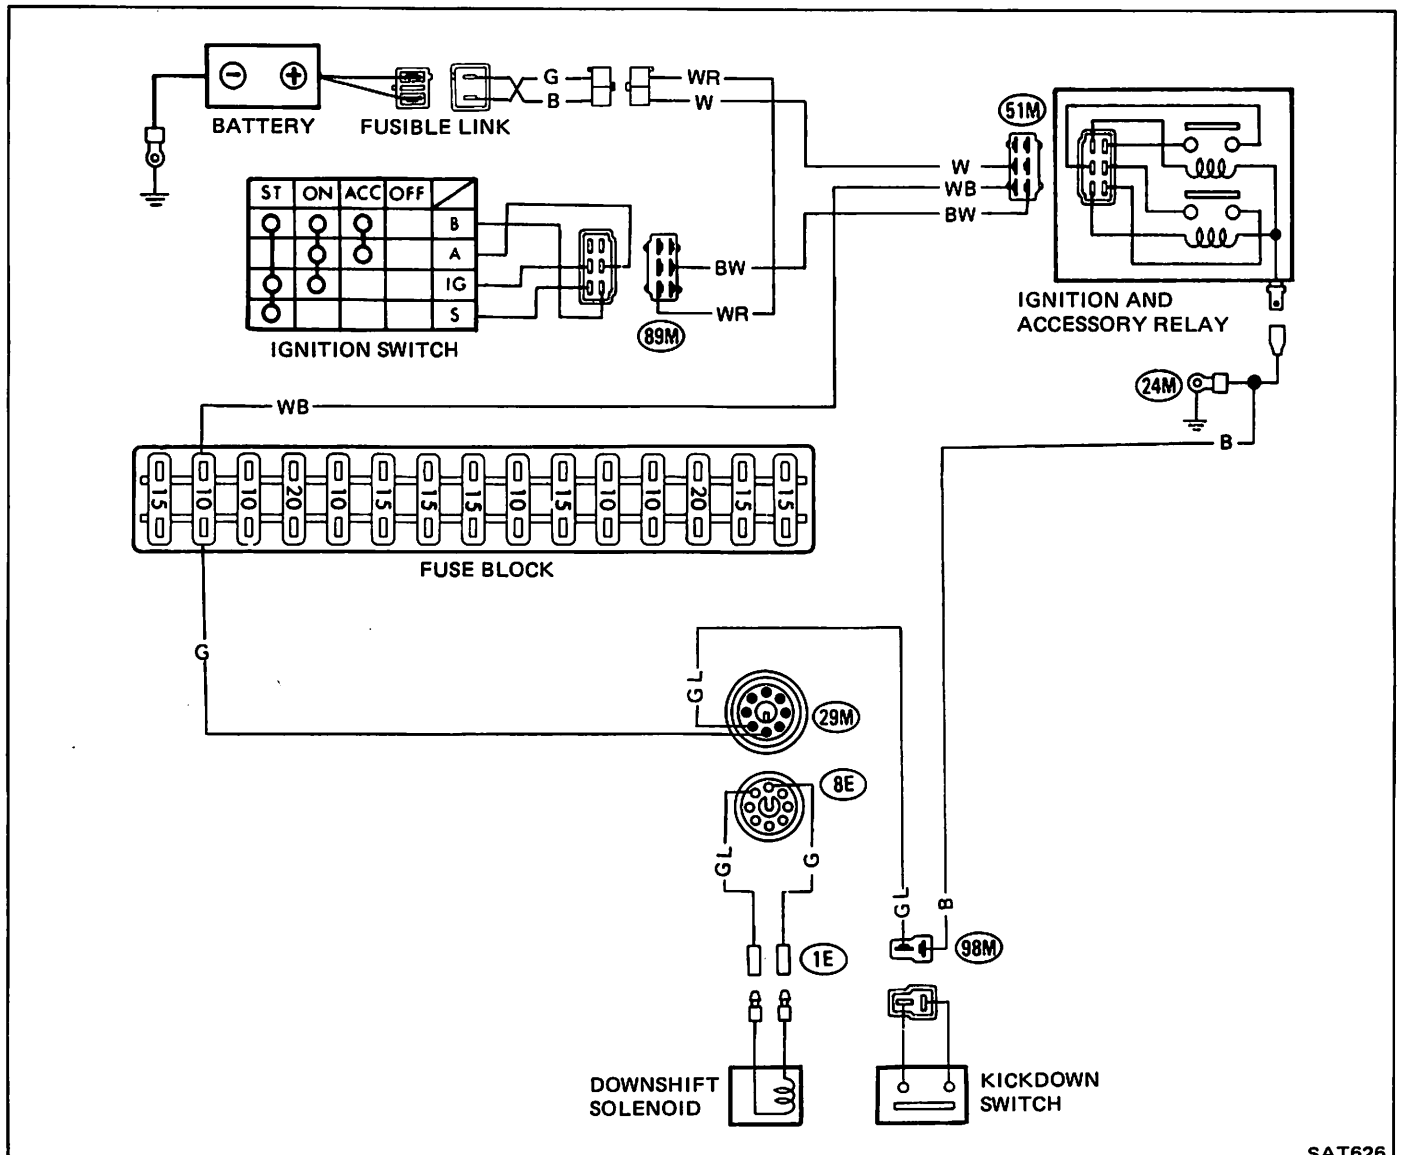 G
WR
B
W
BATTERY
FUSIBLE LINK
51M
ST ON ACC OFF
B
A
IG
S
IGNITION SWITCH
W
WB
BW
BW
WR
89M
IGNITION AND
ACCESSORY RELAY
24M
B
WB
15 10 10 20 10 15 15 15 10 15 10 10 20 15 15
FUSE BLOCK
G
GL
29M
8E
GL
G
GL
B
1E
98M
DOWNSHIFT
SOLENOID
KICKDOWN
SWITCH
SAT626